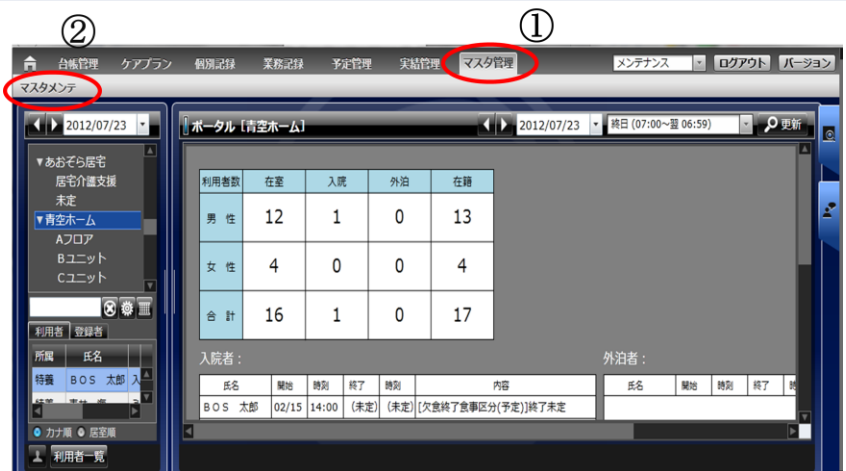 ② ①
台帳管理 ケアプラン 個別記録 業務記録 予定管理 実績管理 マスタ管理 メンテナンス ログアウト バージョン
マスタメンテ
2012/07/23
ポータル [青空ホーム] 2012/07/23 終日 (07:00～翌 06:59) 更新
▼あおぞら居宅
居宅介護支援
未定
▼青空ホーム
Aフロア
Bユニット
Cユニット
利用者 登録者
所属 氏名
特養 BOS 太郎 入
カナ順 居室順
利用者一覧
利用者数 在室 入院 外泊 在籍
男 性 12 1 0 13
女 性 4 0 0 4
合 計 16 1 0 17
入院者： 外泊者：
氏名 開始 時刻 終了 時刻 内容 氏名 開始 時刻 終了
BOS 太郎 02/15 14:00 (未定) (未定) [欠食終了食事区分(予定)]終了未定